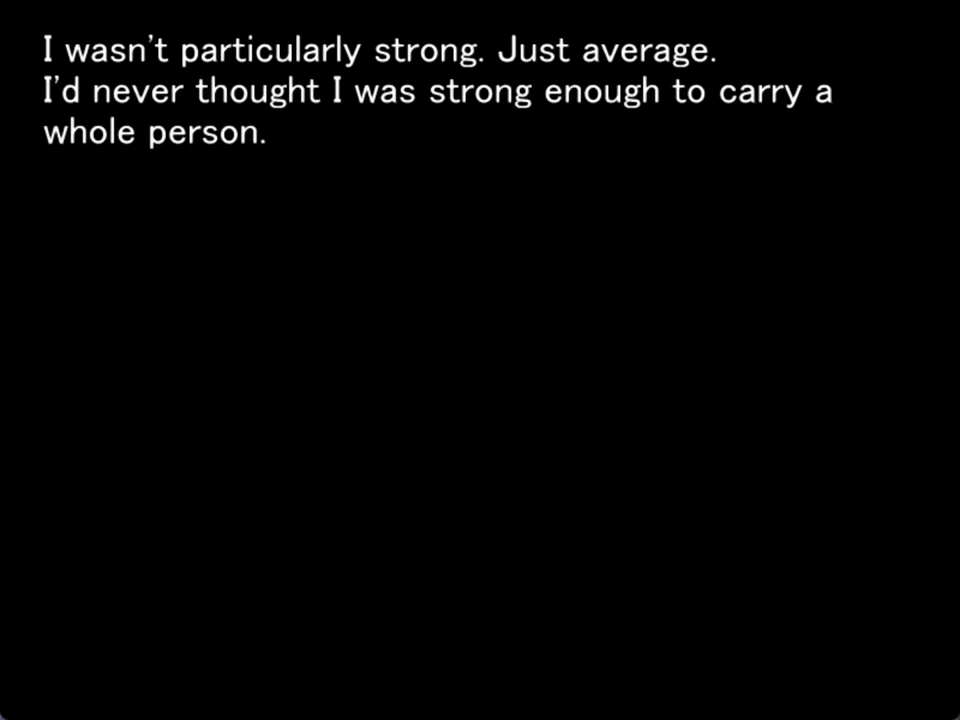 I wasn't particularly strong. Just average.
I'd never thought I was strong enough to carry a
whole person.